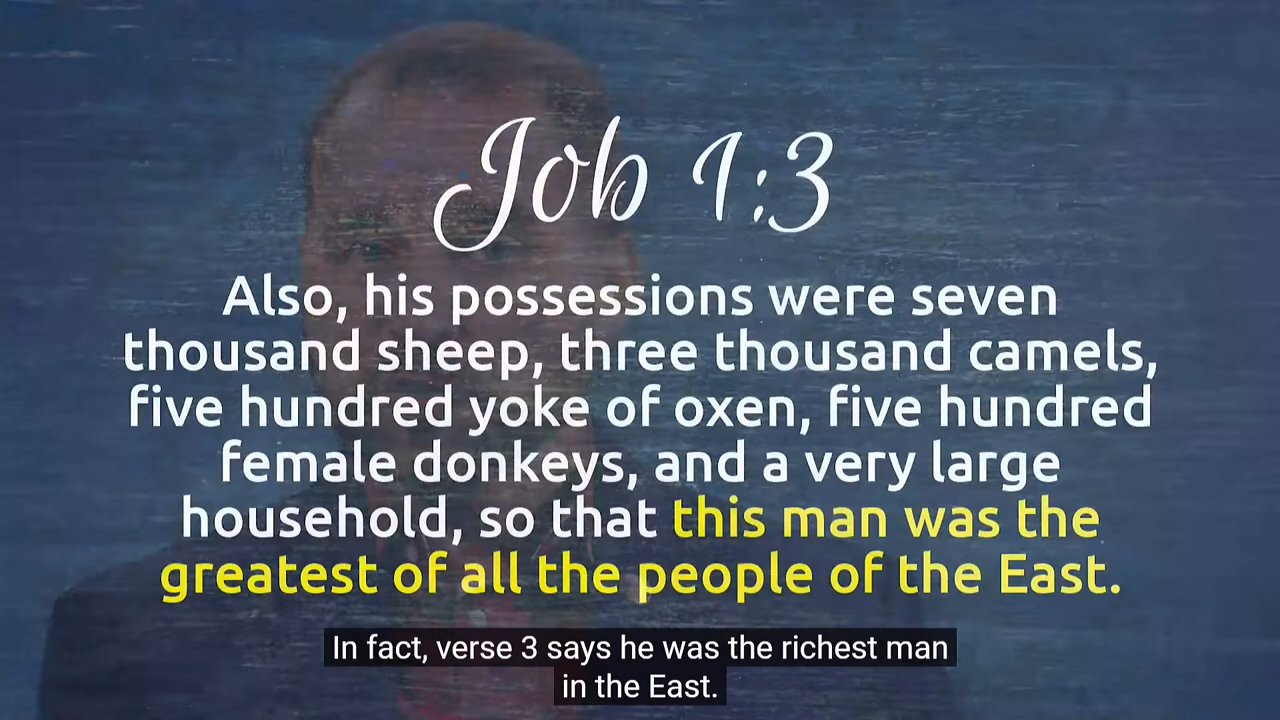 Job 1:3
Also, his possessions were seven
thousand sheep, three thousand camels,
five hundred yoke of oxen, five hundred
female donkeys, and a very large
household, so that this man was the
greatest of all the people of the East.
In fact, verse 3 says he was the richest man
in the East.